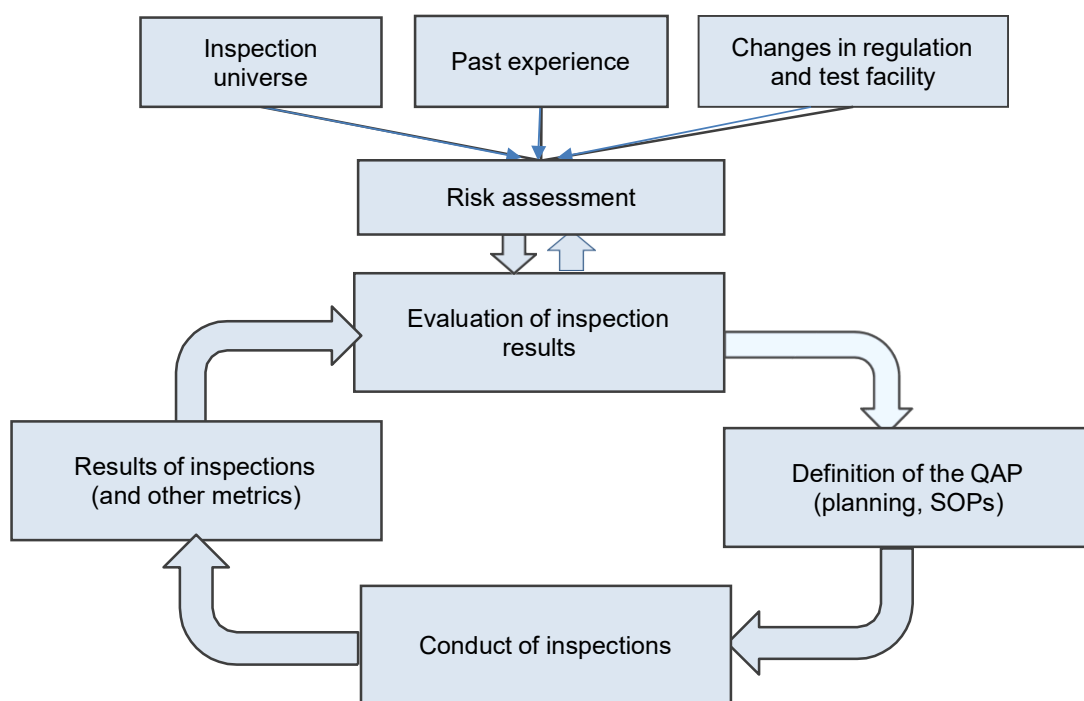 Inspection
universe
Past experience
Changes in regulation
and test facility
Risk assessment
Evaluation of inspection
results
Results of inspections
(and other metrics)
Definition of the QAP
(planning, SOPs)
Conduct of inspections